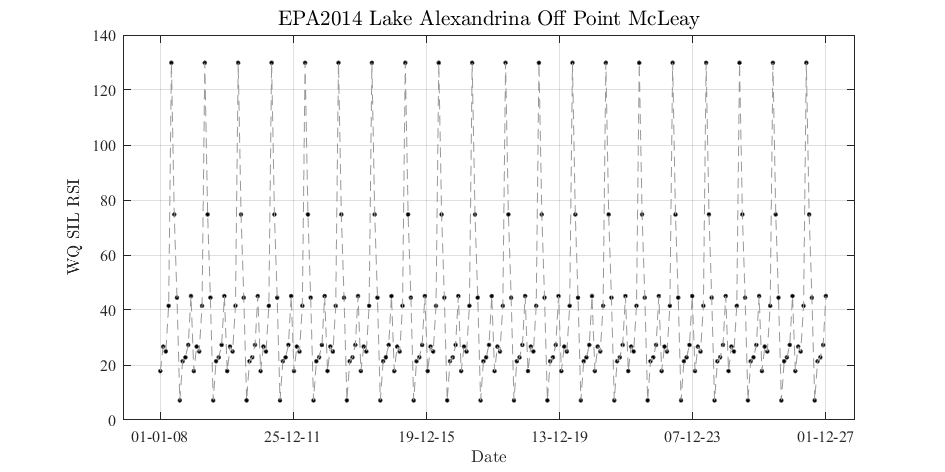 EPA2014 Lake Alexandrina Off Point McLeay
140
120
100
80
60
40
20
0
WQ SIL RSI
01-01-08 25-12-11 19-12-15 13-12-19 07-12-23 01-12-27
Date